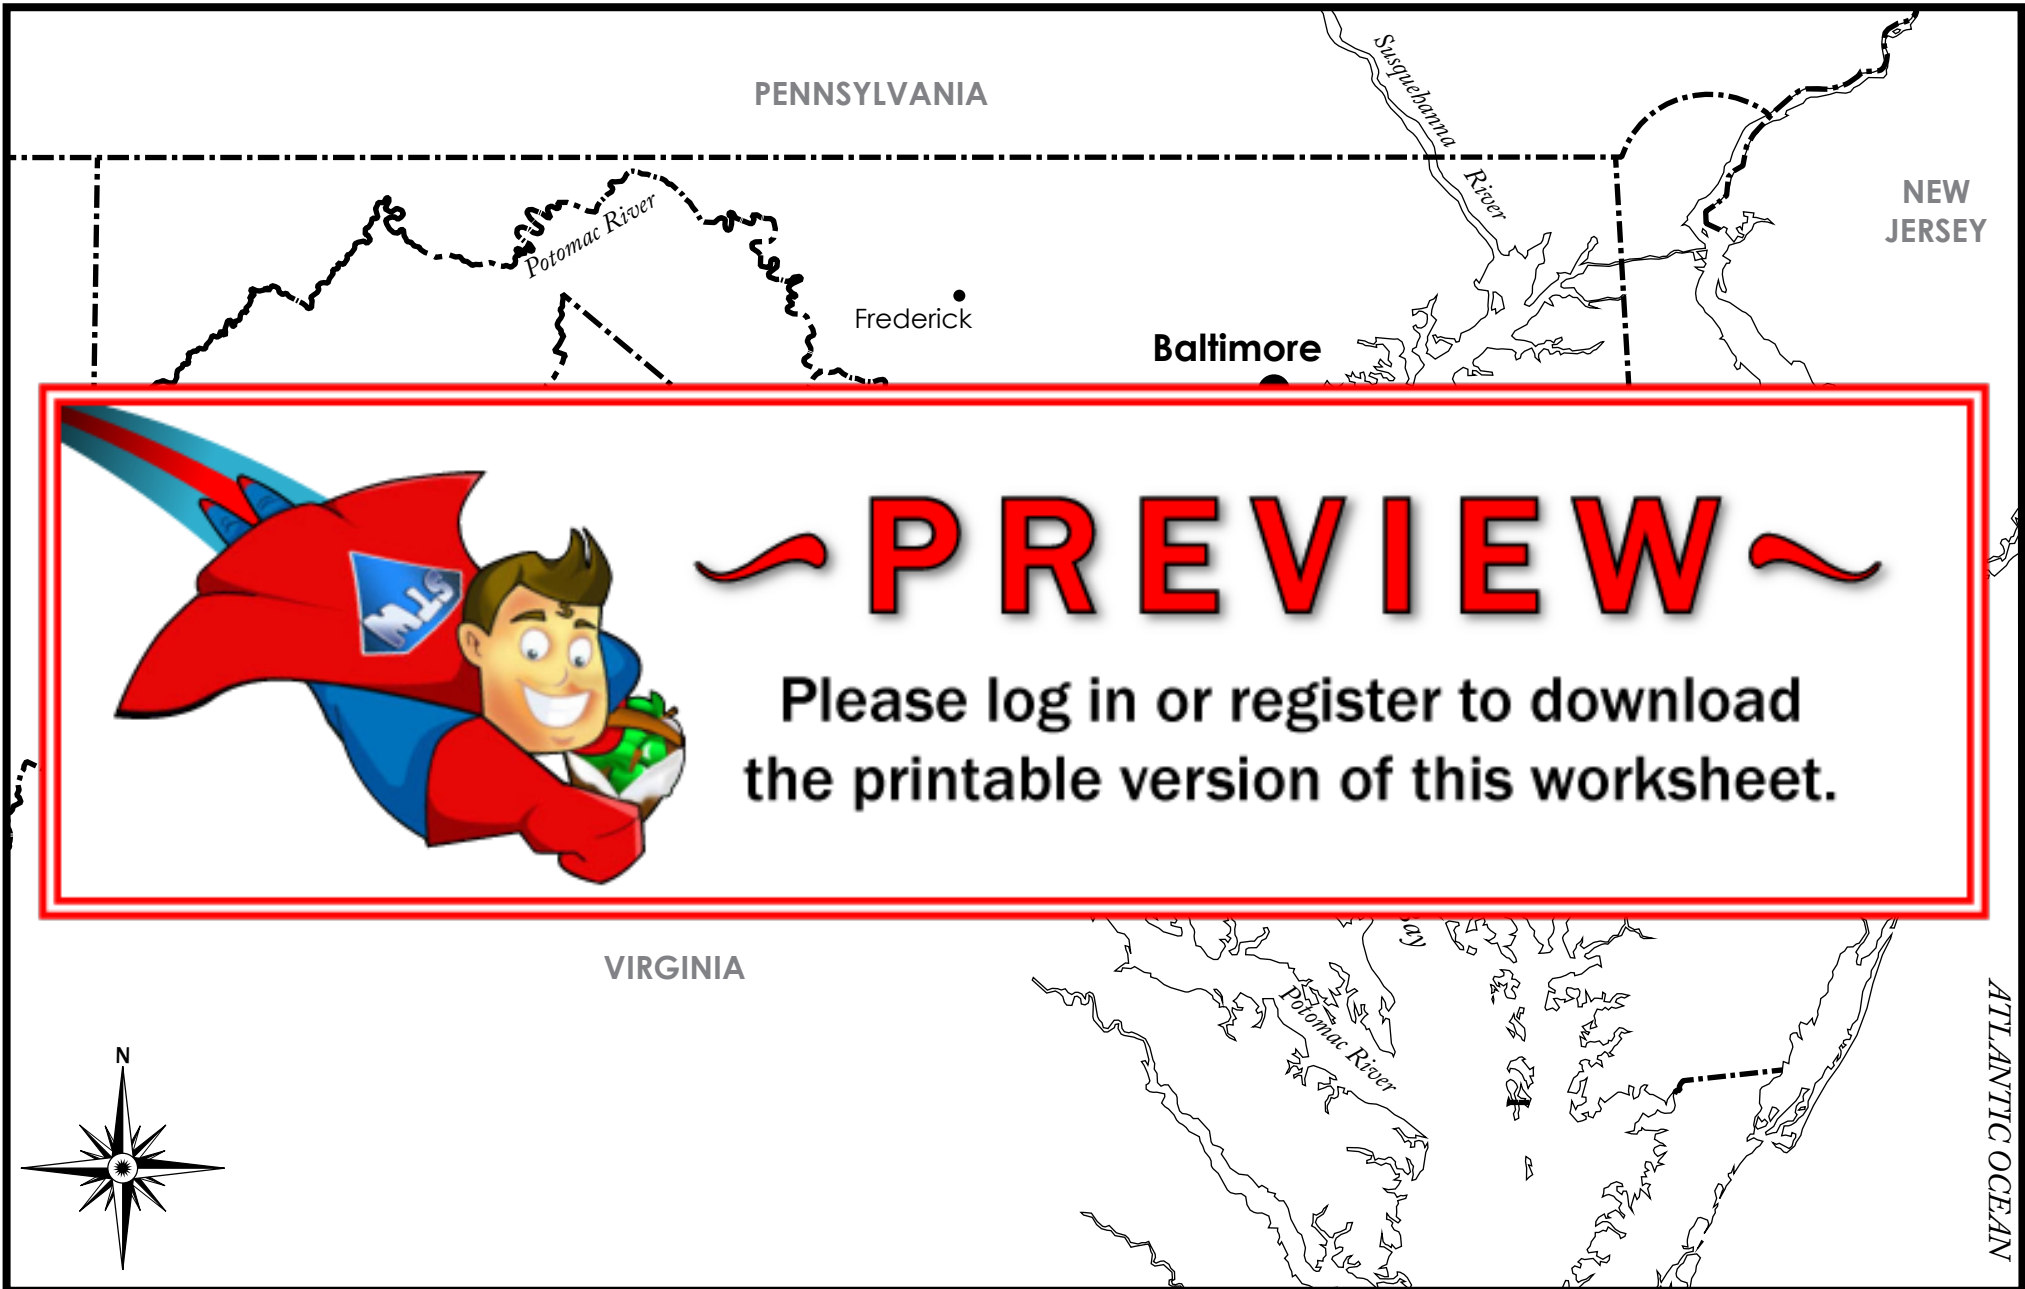 PENNSYLVANIA
Susquehanna
River
NEW
JERSEY
Potomac River
Frederick
Baltimore
STW
~PREVIEW~
Please log in or register to download
the printable version of this worksheet.
VIRGINIA
Potomac River
ATLANTIC OCEAN
N